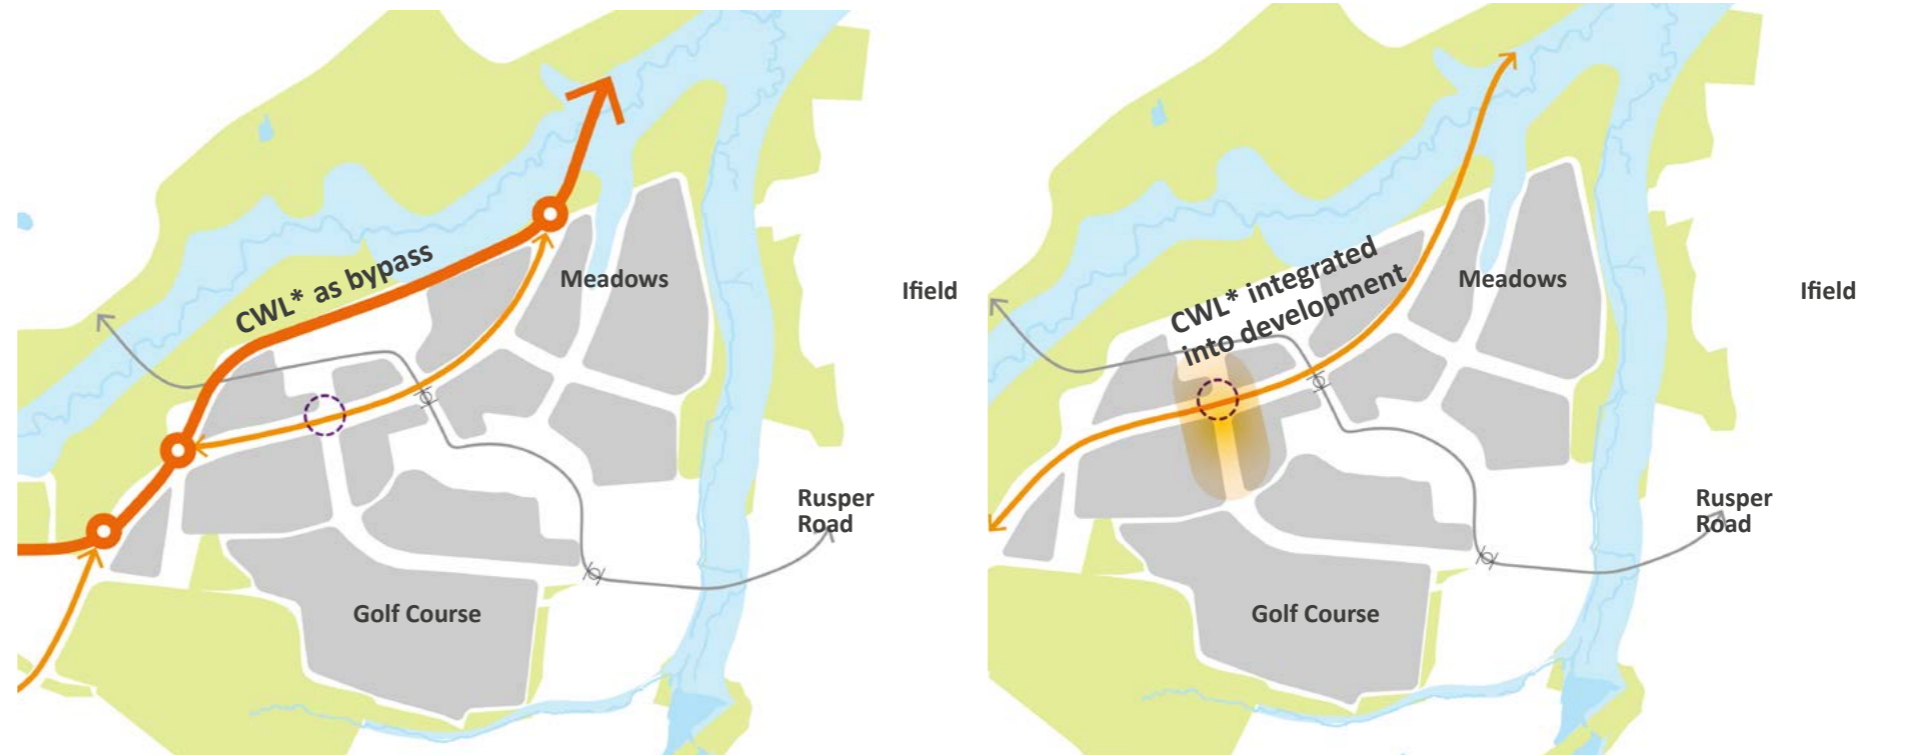 CWL* as bypass
Meadows
Ifield
Rusper
Road
Golf Course
CWL* integrated
into development
Meadows
Ifield
Rusper
Road
Golf Course